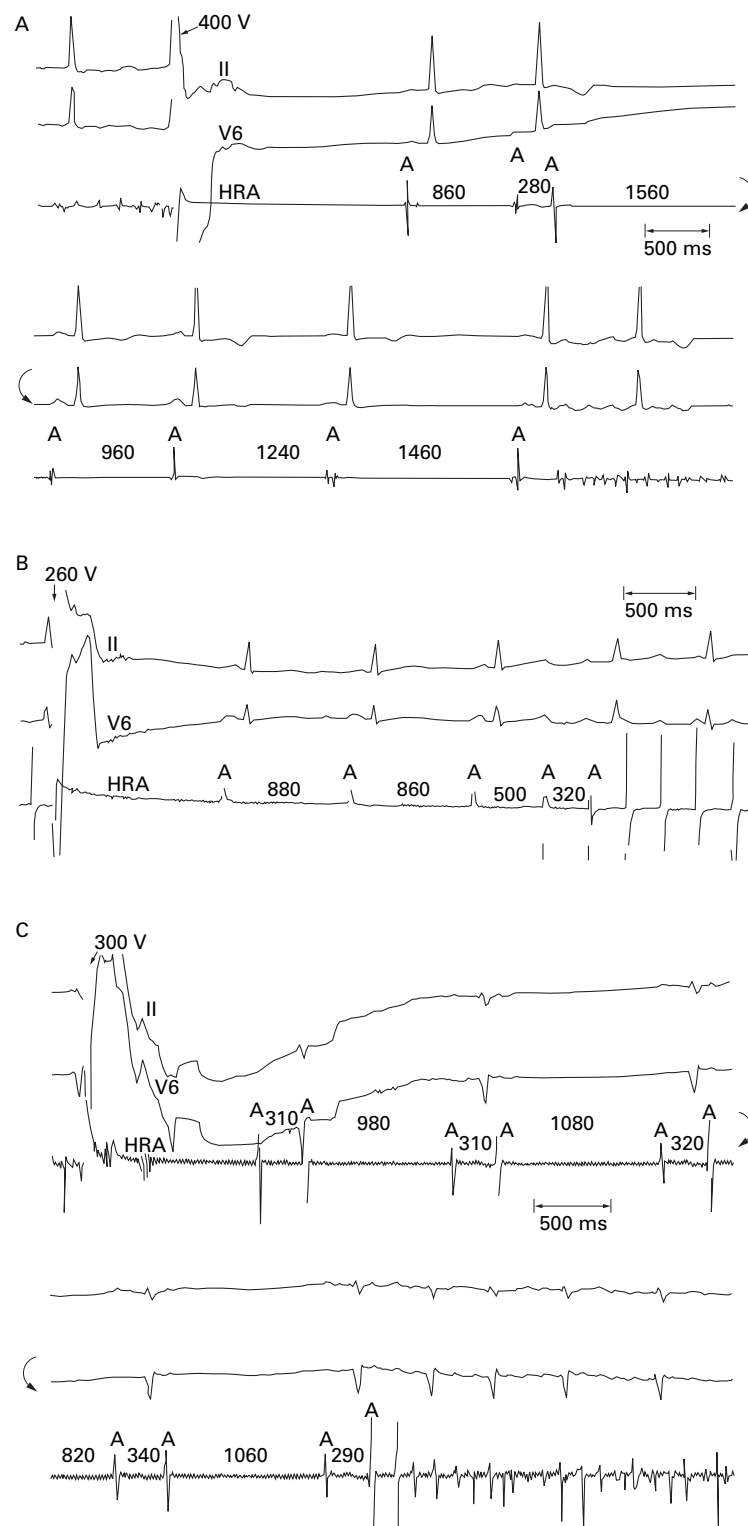 A
400 V
II
V6
A A A
HRA 860 280 1560
500 ms
A A A A
960 1240 1460
B
260 V
500 ms
II
V6
HRA A A A A A
880 860 500 320
C
300 V
II
V6
A 310 A 980 A A 1080 A A
HRA 310 320
500 ms
A
A A A
820 340 1060 290